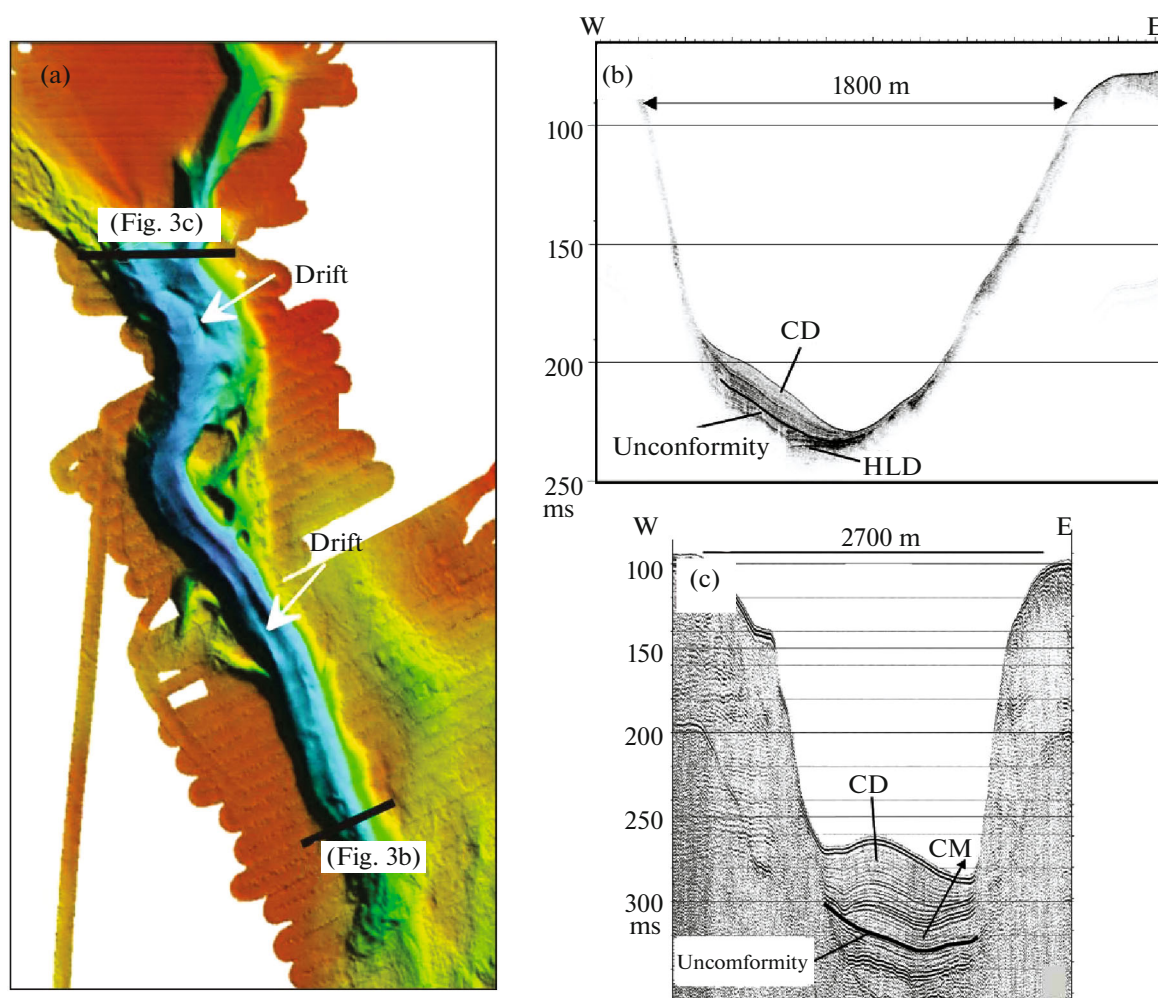 (a)
(Fig. 3c)
Drift
Drift
(Fig. 3b)
W E
(b)
1800 m
100
150
CD
200
Unconformity
HLD
250
ms
W E
2700 m
100
(c)
150
200
CD
250
CM
300
ms
Uncomformity